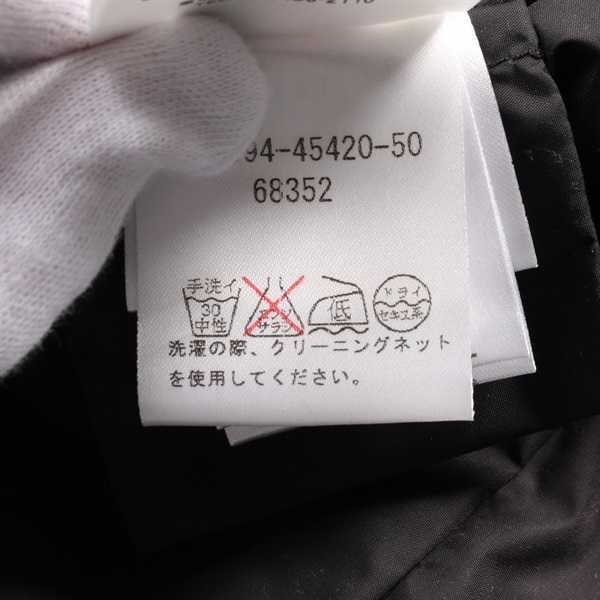 94-45420-50
68352
手洗イ
30
中性
エンソ
サラシ
低
ドライ
セキユ系
洗濯の際、クリーニングネット
を使用してください。